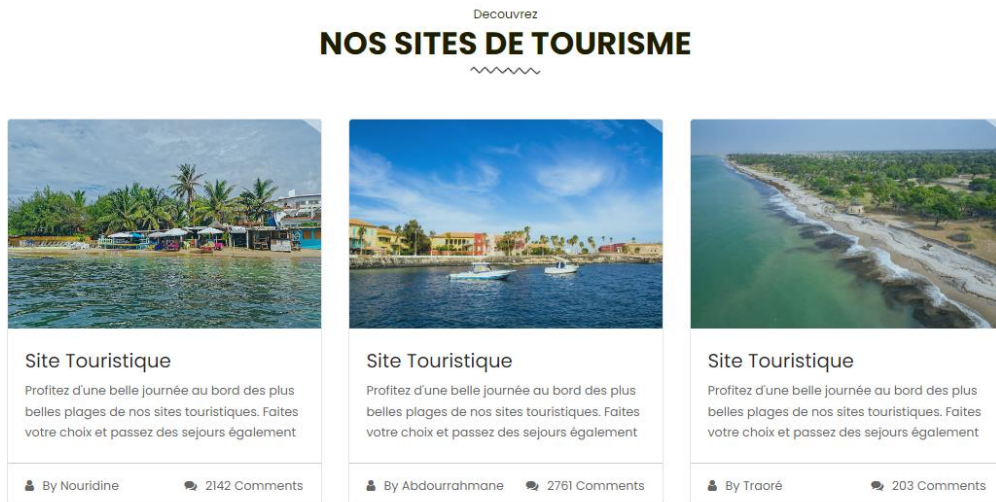 Decouvrez
NOS SITES DE TOURISME
Site Touristique
Profitez d'une belle journée au bord des plus
belles plages de nos sites touristiques. Faites
votre choix et passez des sejours également
By Nouridine
2142 Comments
Site Touristique
Profitez d'une belle journée au bord des plus
belles plages de nos sites touristiques. Faites
votre choix et passez des sejours également
By Abdourrahmane
2761 Comments
Site Touristique
Profitez d'une belle journée au bord des plus
belles plages de nos sites touristiques. Faites
votre choix et passez des sejours également
By Traoré
203 Comments